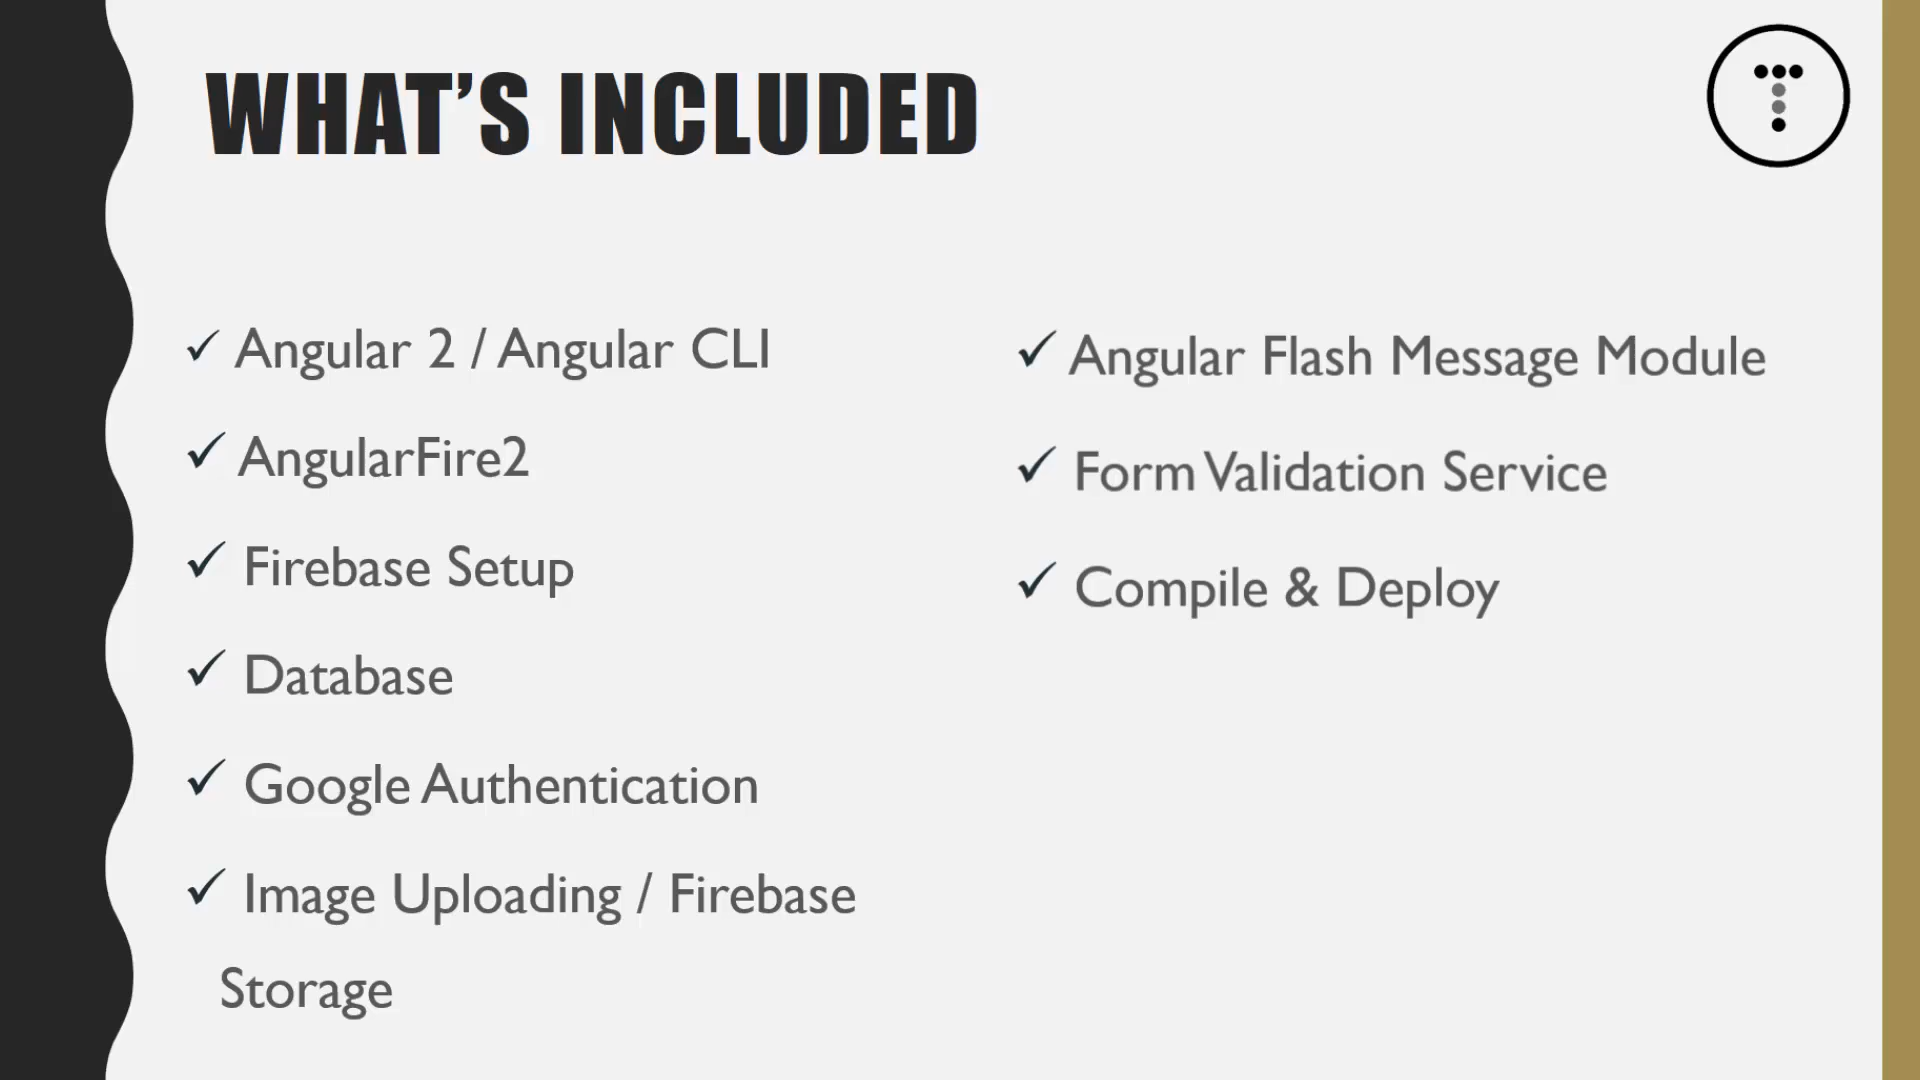 WHAT'S INCLUDED
✓ Angular 2 / Angular CLI
✓ AngularFire2
✓ Firebase Setup
✓ Database
✓ Google Authentication
✓ Image Uploading / Firebase
Storage
✓ Angular Flash Message Module
✓ Form Validation Service
✓ Compile & Deploy